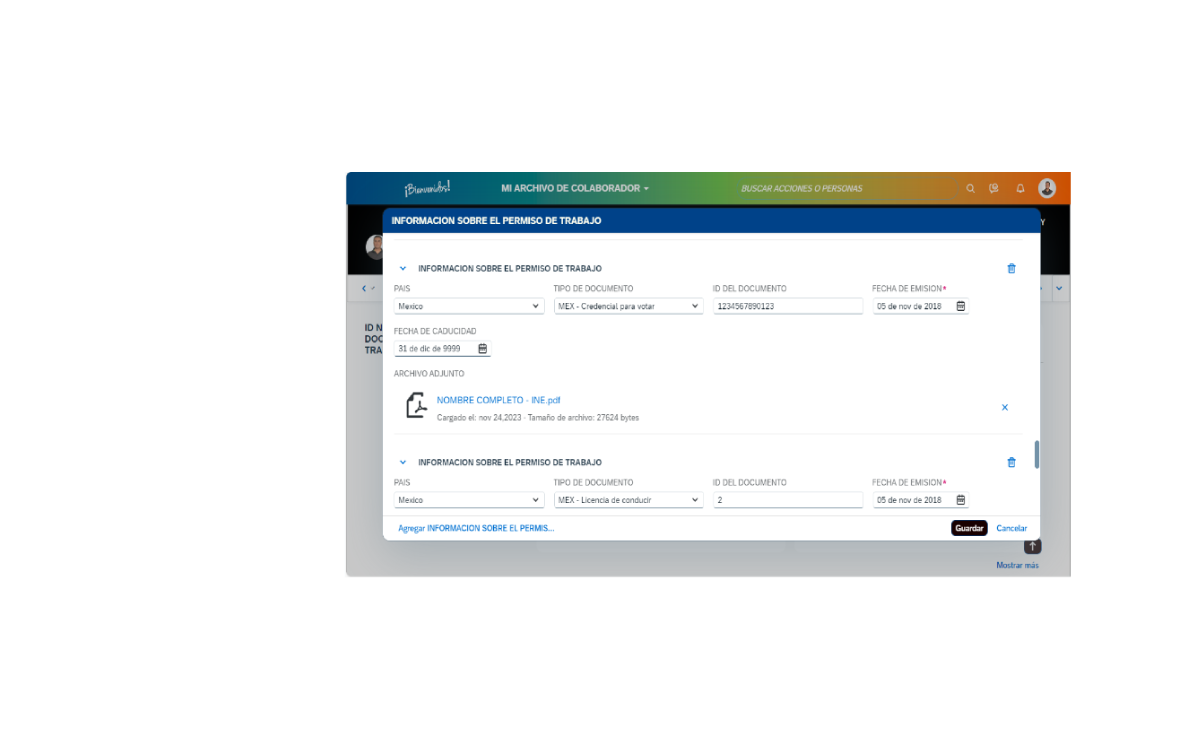 ¡Bienvenidos!
MI ARCHIVO DE COLABORADOR
BUSCAR ACCIONES O PERSONAS
INFORMACION SOBRE EL PERMISO DE TRABAJO
Y
ID N
DOC
TRA
INFORMACION SOBRE EL PERMISO DE TRABAJO
PAIS TIPO DE DOCUMENTO ID DEL DOCUMENTO FECHA DE EMISION*
Mexico MEX - Credencial para votar 1234567890123 05 de nov de 2018
FECHA DE CADUCIDAD
31 de dic de 9999
ARCHIVO ADJUNTO
NOMBRE COMPLETO - INE.pdf
Cargado el: nov 24,2023 - Tamaño de archivo: 27624 bytes
INFORMACION SOBRE EL PERMISO DE TRABAJO
PAIS TIPO DE DOCUMENTO ID DEL DOCUMENTO FECHA DE EMISION*
Mexico MEX - Licencia de conducir 2 05 de nov de 2018
Agregar INFORMACION SOBRE EL PERMIS... Guardar Cancelar
Mostrar más